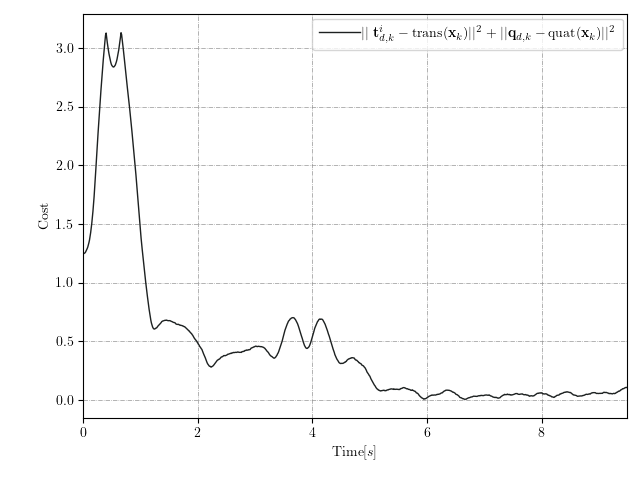 || t^i_{d,k} − trans(x_k)||² + ||q_{d,k} − quat(x_k)||²
3.0
2.5
2.0
1.5
1.0
0.5
0.0
Cost
0 2 4 6 8
Time[s]